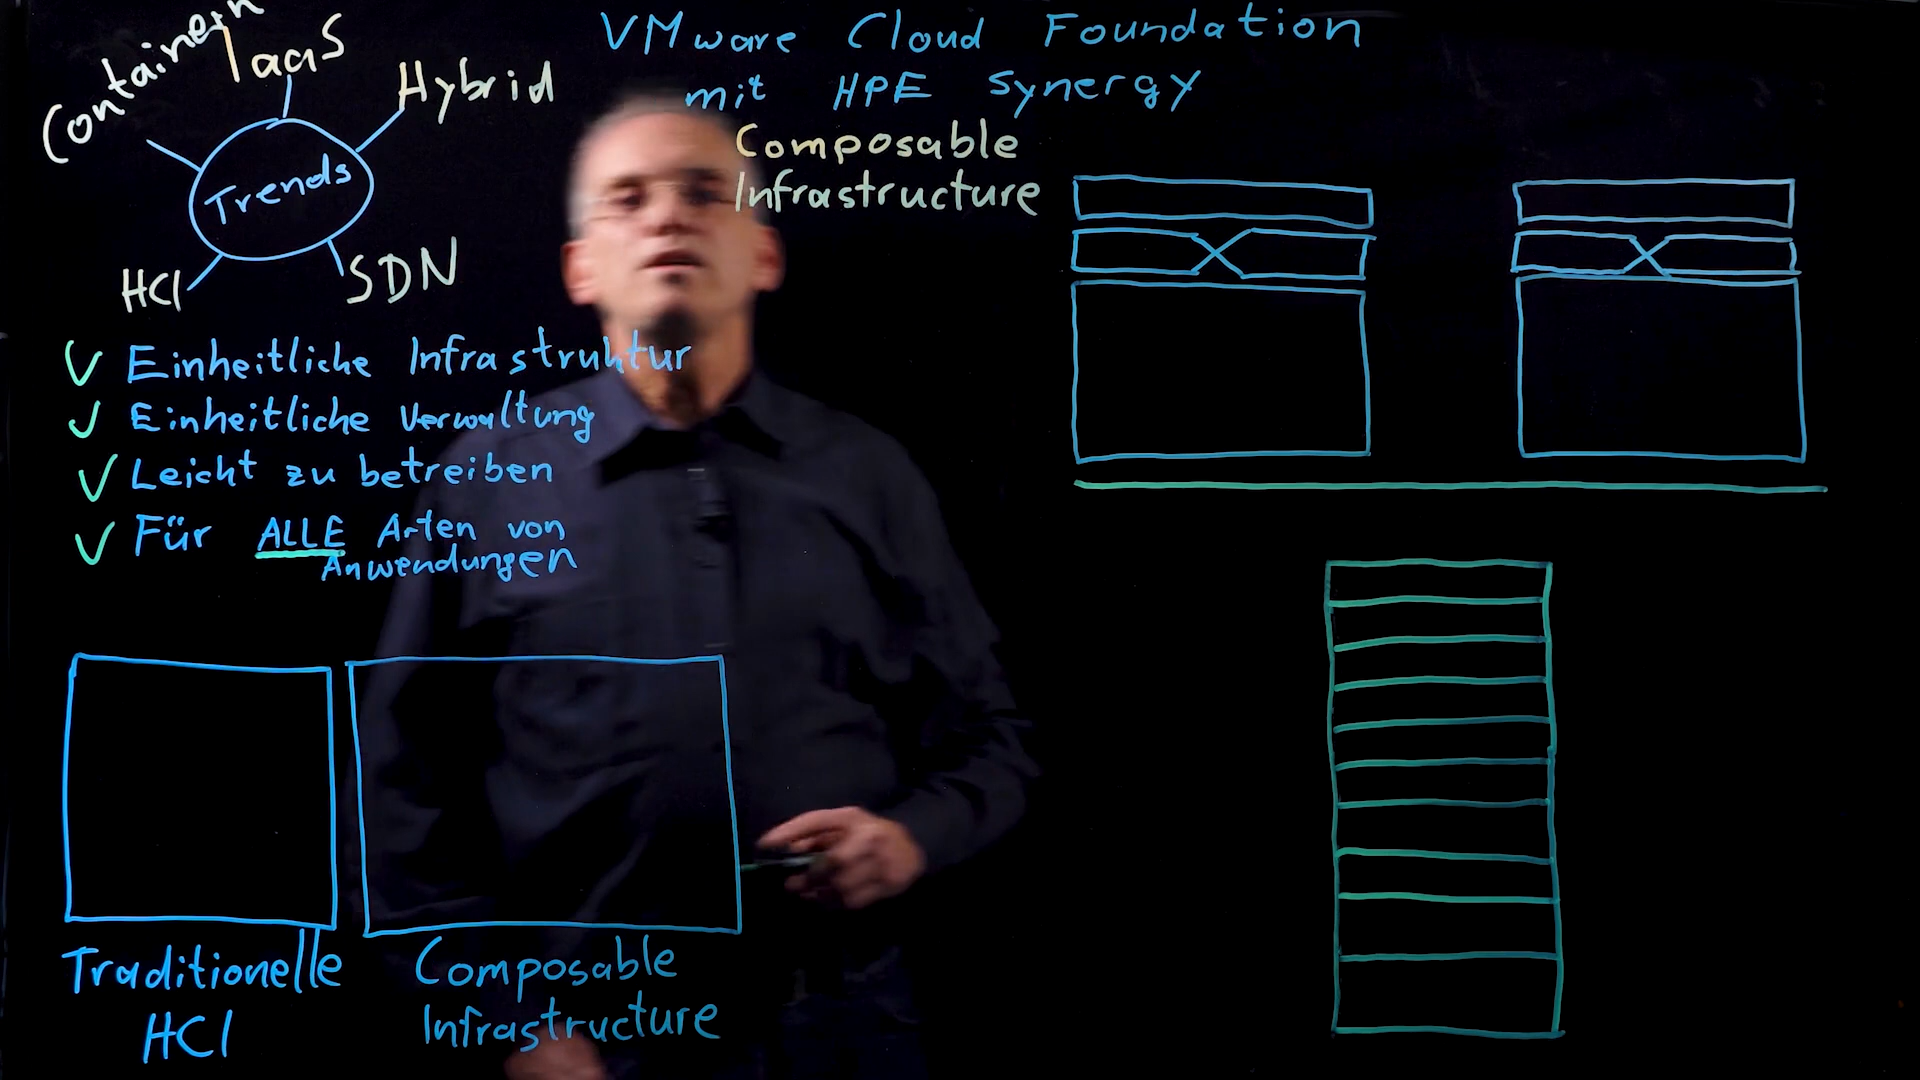 VMware Cloud Foundation
mit HPE Synergy
Composable
Infrastructure
Container
IaaS
Hybrid
Trends
HCI
SDN
Einheitliche Infrastruktur
Einheitliche Verwaltung
Leicht zu betreiben
Für ALLE Arten von
Anwendungen
Traditionelle
HCI
Composable
Infrastructure